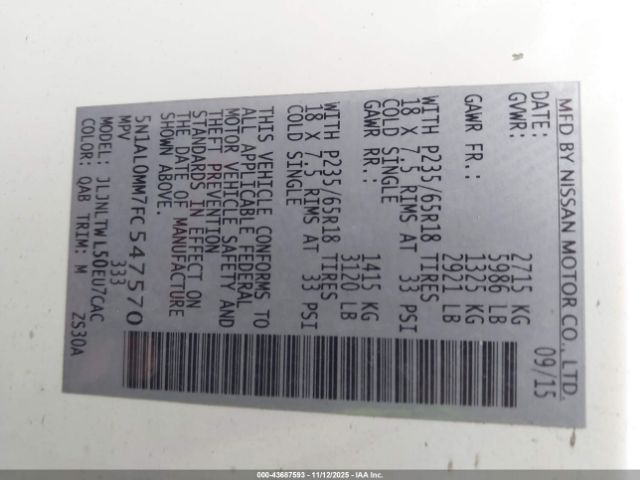 MFD BY NISSAN MOTOR CO., LTD.
DATE: 09/15
GVWR: 2715 KG
5986 LB
GAWR FR.: 1325 KG
2921 LB
WITH P235/65R18 TIRES
18 X 7.5 RIMS AT 33 PSI
COLD SINGLE
GAWR RR.: 1415 KG
3120 LB
WITH P235/65R18 TIRES
18 X 7.5 RIMS AT 33 PSI
COLD SINGLE
THIS VEHICLE CONFORMS TO
ALL APPLICABLE FEDERAL
MOTOR VEHICLE SAFETY AND
THEFT PREVENTION
STANDARDS IN EFFECT ON
THE DATE OF MANUFACTURE
SHOWN ABOVE.
5N1AL0MM7FC547570
MPV 333
MODEL: JLJNLTWL50EU7CAC
COLOR: QAB TRIM: M ZS30A
000-43687593 - 11/12/2025 - IAA Inc.